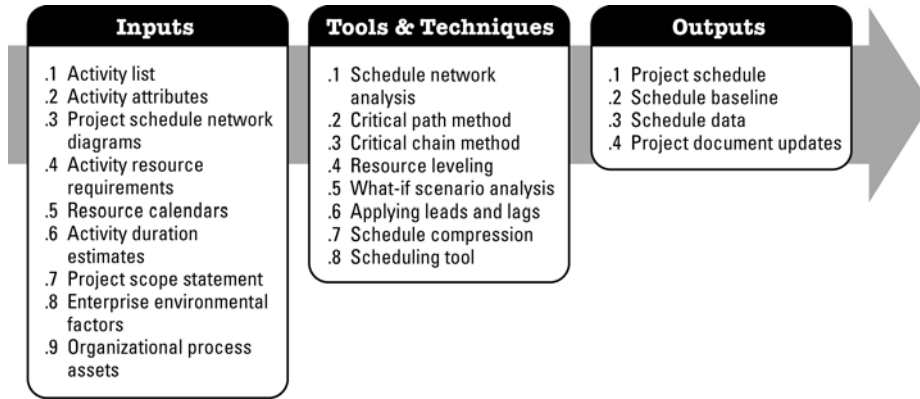 Inputs
.1 Activity list
.2 Activity attributes
.3 Project schedule network
diagrams
.4 Activity resource
requirements
.5 Resource calendars
.6 Activity duration
estimates
.7 Project scope statement
.8 Enterprise environmental
factors
.9 Organizational process
assets
Tools & Techniques
.1 Schedule network
analysis
.2 Critical path method
.3 Critical chain method
.4 Resource leveling
.5 What-if scenario analysis
.6 Applying leads and lags
.7 Schedule compression
.8 Scheduling tool
Outputs
.1 Project schedule
.2 Schedule baseline
.3 Schedule data
.4 Project document updates